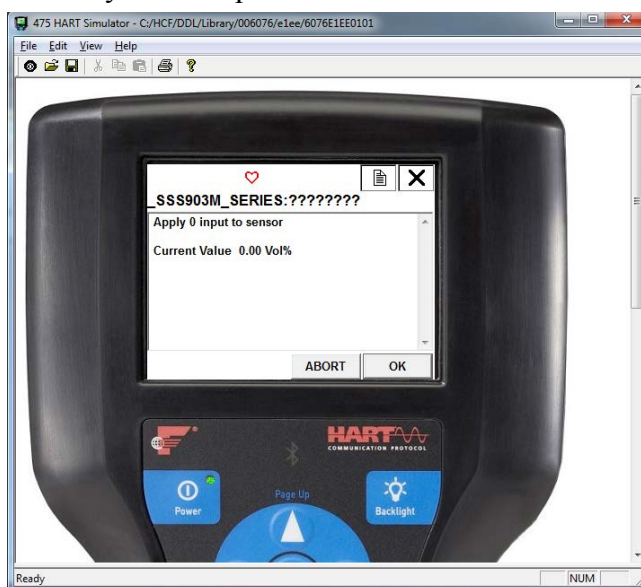 475 HART Simulator - C:/HCF/DDL/Library/006076/e1ee/6076E1EE0101
File Edit View Help
_SSS903M_SERIES:????????
Apply 0 input to sensor
Current Value 0.00 Vol%
ABORT OK
HART
COMMUNICATION PROTOCOL
Power
Page Up
Backlight
Ready
NUM